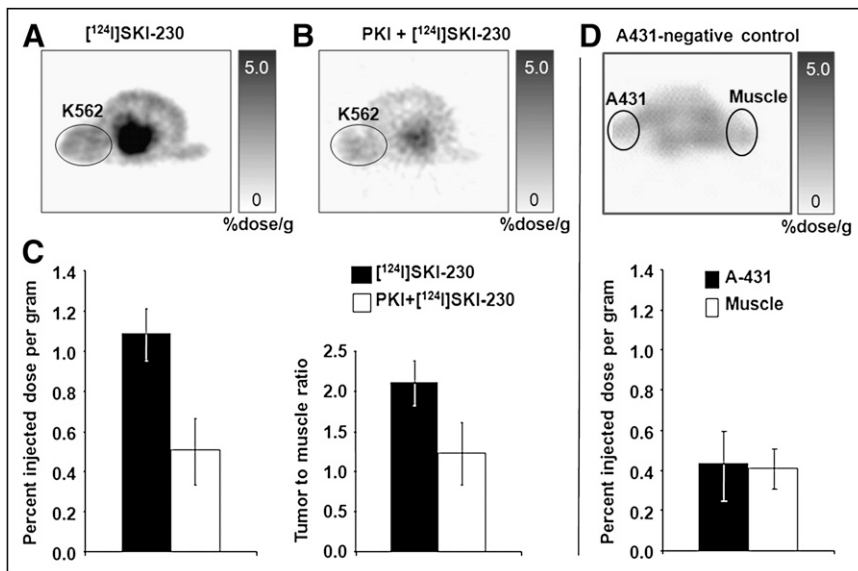 A
[¹²⁴I]SKI-230
5.0
K562
0
%dose/g
B
PKI + [¹²⁴I]SKI-230
5.0
K562
0
%dose/g
D
A431-negative control
5.0
A431
Muscle
0
%dose/g
C
Percent injected dose per gram
1.4
1.2
1.0
0.8
0.6
0.4
0.2
0.0
[¹²⁴I]SKI-230
PKI+[¹²⁴I]SKI-230
Tumor to muscle ratio
2.5
2.0
1.5
1.0
0.5
0.0
Percent injected dose per gram
1.4
1.2
1.0
0.8
0.6
0.4
0.2
0.0
A-431
Muscle